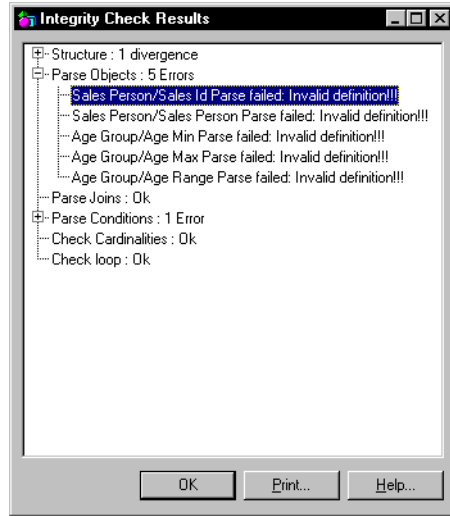 Integrity Check Results
Structure : 1 divergence
Parse Objects : 5 Errors
Sales Person/Sales Id Parse failed: Invalid definition!!!
Sales Person/Sales Person Parse failed: Invalid definition!!!
Age Group/Age Min Parse failed: Invalid definition!!!
Age Group/Age Max Parse failed: Invalid definition!!!
Age Group/Age Range Parse failed: Invalid definition!!!
Parse Joins : Ok
Parse Conditions : 1 Error
Check Cardinalities : Ok
Check loop : Ok
OK Print... Help...